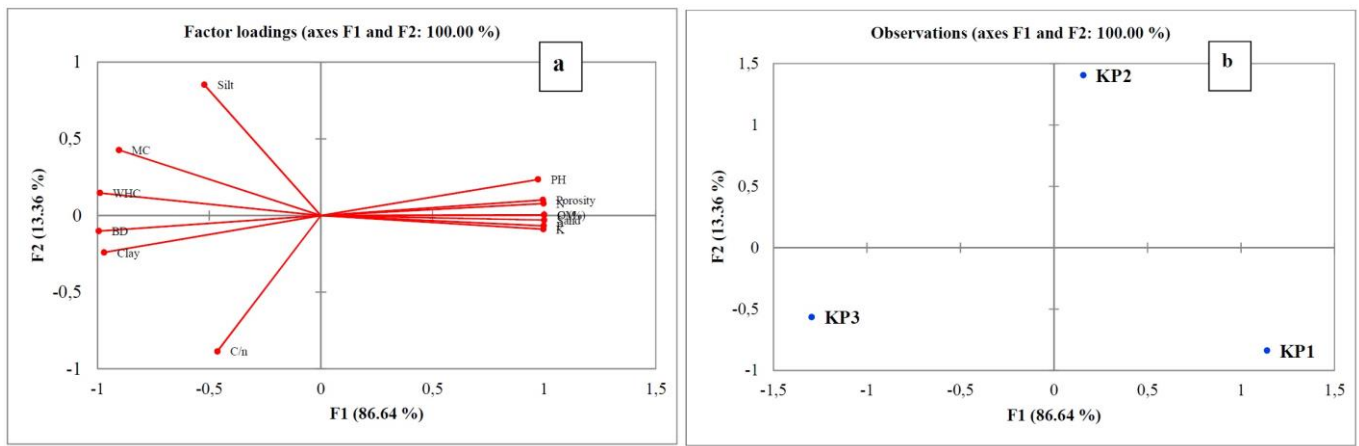 Factor loadings (axes F1 and F2: 100.00 %)
a
1
0,5
0
-0,5
-1
F2 (13.36 %)
Silt
MC
WHC
BD
Clay
C/n
PH
Porosity
N
K
-1
-0,5
0
0,5
1
1,5
F1 (86.64 %)
Observations (axes F1 and F2: 100.00 %)
b
1,5
1
0,5
0
-0,5
-1
F2 (13.36 %)
KP2
KP3
KP1
-1,5
-1
-0,5
0
0,5
1
1,5
F1 (86.64 %)